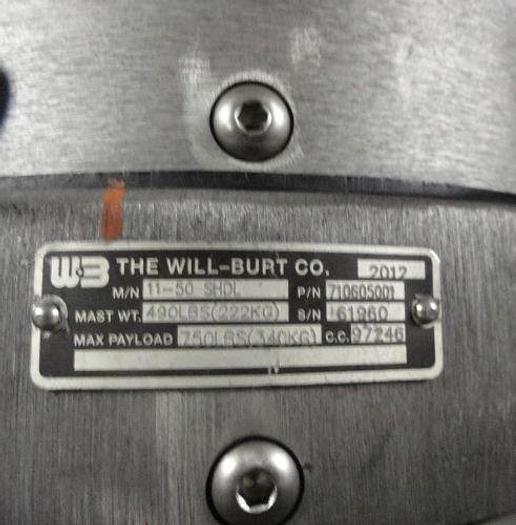 W-B THE WILL-BURT CO. 2012
M/N 11-50 SHDL P/N 710605001
MAST WT. 490LBS(222KG) S/N 61960
MAX PAYLOAD 750LBS(340KG) C.C. 97246